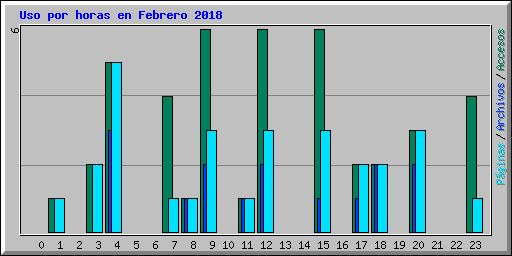 Uso por horas en Febrero 2018
6
Páginas / Archivos / Accesos
0 1 2 3 4 5 6 7 8 9 10 11 12 13 14 15 16 17 18 19 20 21 22 23